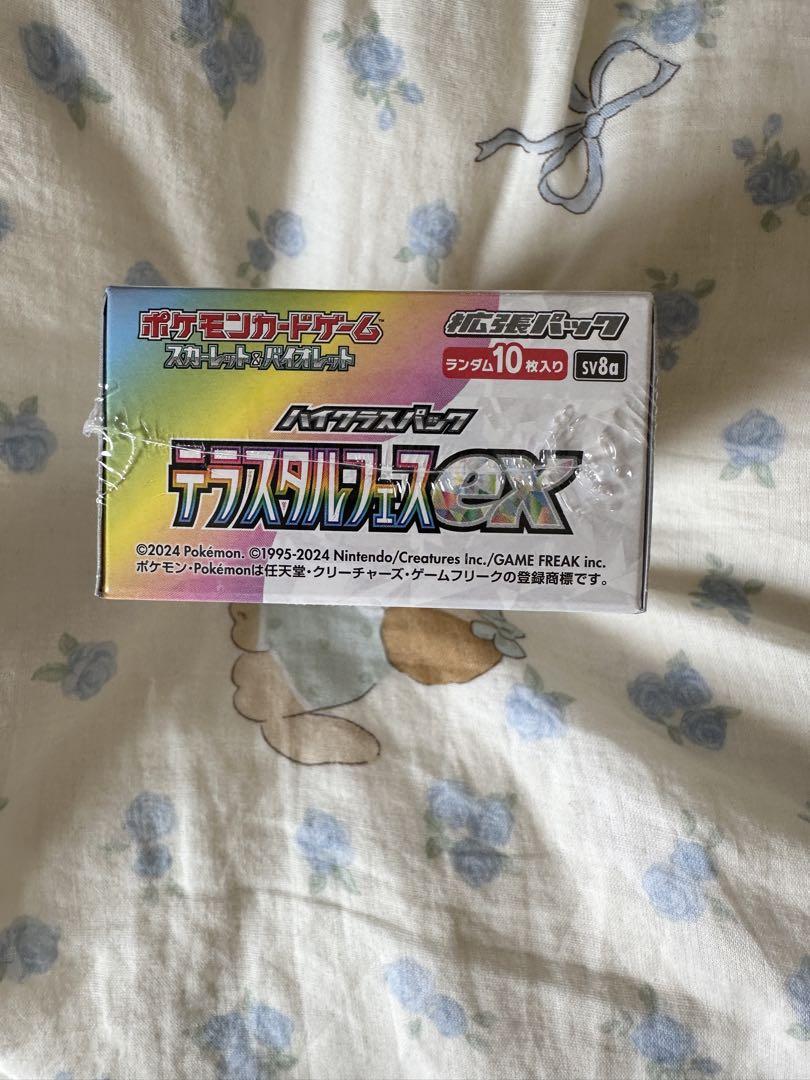 ポケモンカードゲーム™
スカーレット&バイオレット
拡張パック
ランダム10枚入り
SV8a
ハイクラスパック
テラスタルフェスex
©2024 Pokémon. ©1995-2024 Nintendo/Creatures Inc./GAME FREAK inc.
ポケモン・Pokémonは任天堂・クリーチャーズ・ゲームフリークの登録商標です。